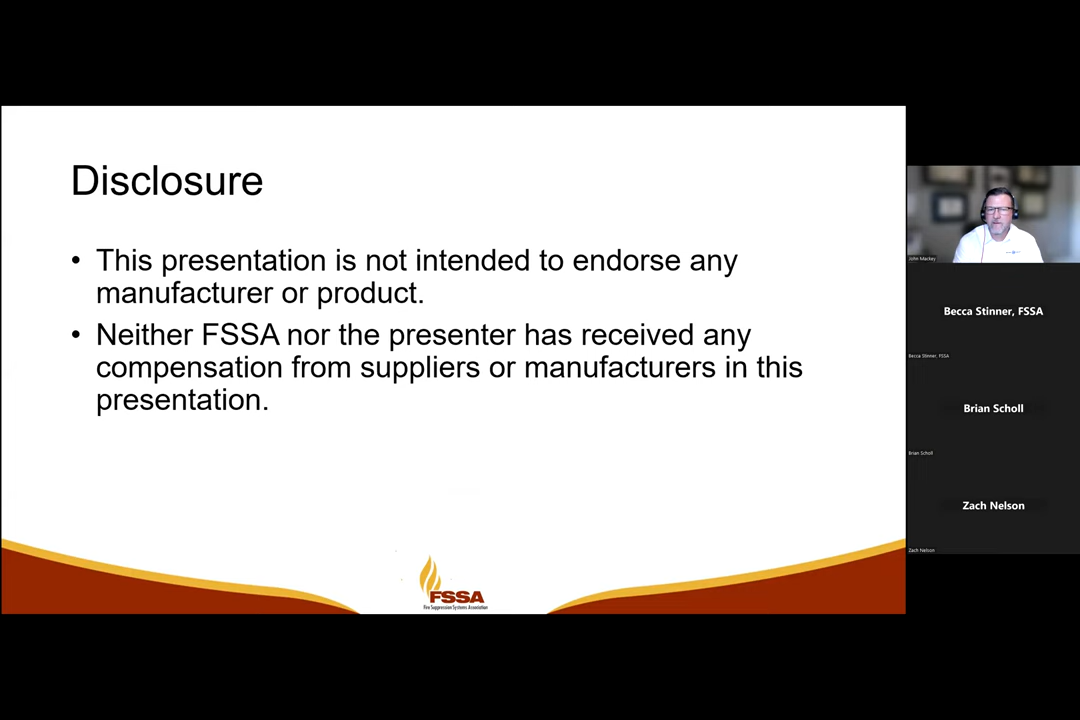 Disclosure
• This presentation is not intended to endorse any
manufacturer or product.
• Neither FSSA nor the presenter has received any
compensation from suppliers or manufacturers in this
presentation.
FSSA
Fire Suppression Systems Association
John Mackey
Becca Stinner, FSSA
Becca Stinner, FSSA
Brian Scholl
Brian Scholl
Zach Nelson
Zach Nelson